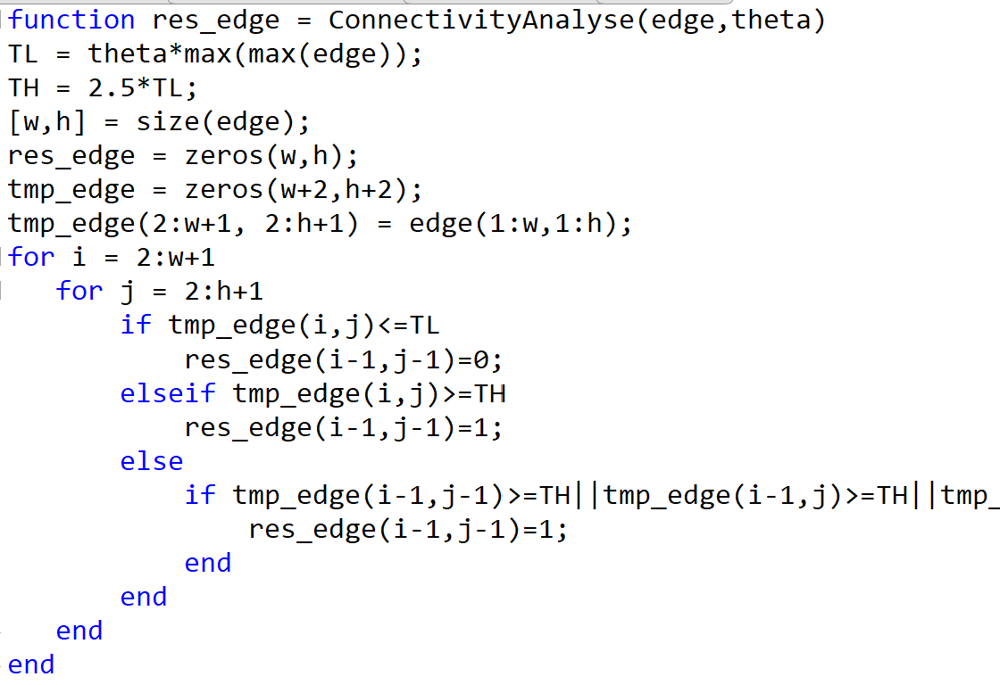 function res_edge = ConnectivityAnalyse(edge,theta)
TL = theta*max(max(edge));
TH = 2.5*TL;
[w,h] = size(edge);
res_edge = zeros(w,h);
tmp_edge = zeros(w+2,h+2);
tmp_edge(2:w+1, 2:h+1) = edge(1:w,1:h);
for i = 2:w+1
for j = 2:h+1
if tmp_edge(i,j)<=TL
res_edge(i-1,j-1)=0;
elseif tmp_edge(i,j)>=TH
res_edge(i-1,j-1)=1;
else
if tmp_edge(i-1,j-1)>=TH||tmp_edge(i-1,j)>=TH||tmp_
res_edge(i-1,j-1)=1;
end
end
end
end